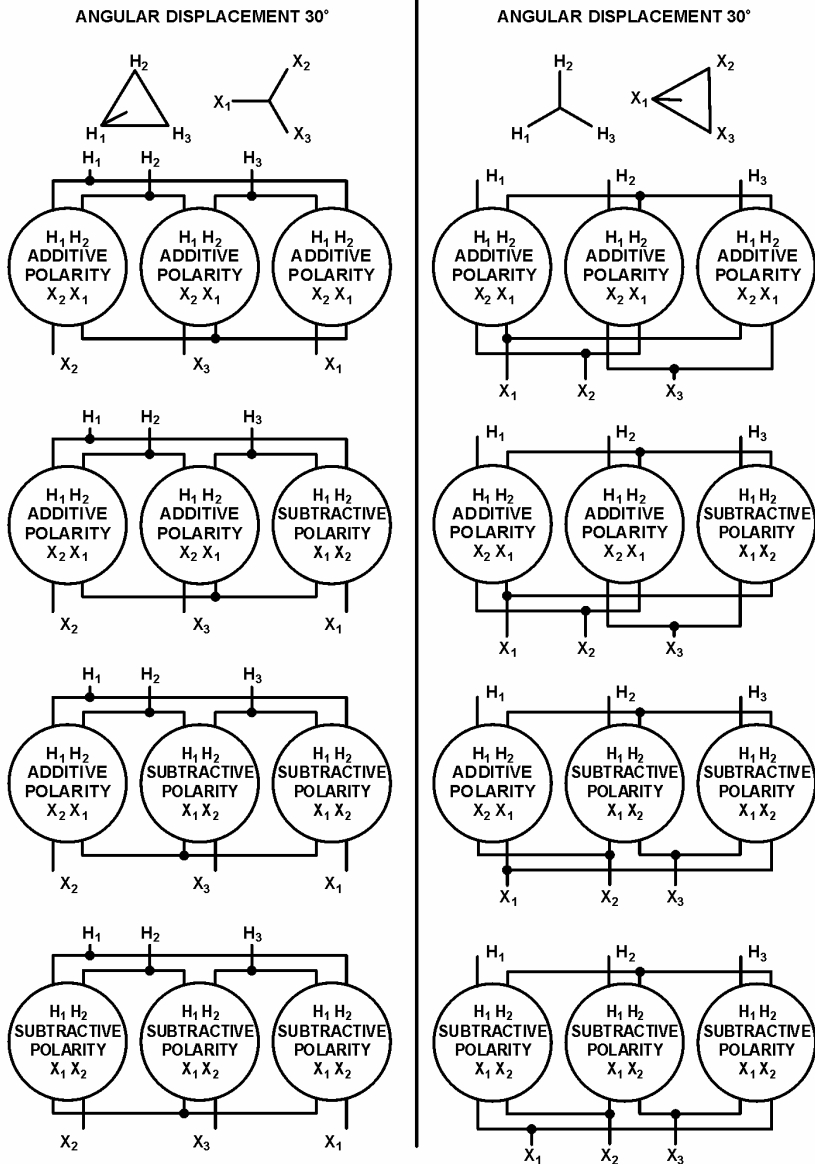 ANGULAR DISPLACEMENT 30°
H₂
X₂
X₁
H₁
H₃
X₃
H₁ H₂ H₃
H₁ H₂ H₁ H₂ H₁ H₂
ADDITIVE ADDITIVE ADDITIVE
POLARITY POLARITY POLARITY
X₂ X₁ X₂ X₁ X₂ X₁
X₂ X₃ X₁
H₁ H₂ H₃
H₁ H₂ H₁ H₂ H₁ H₂
ADDITIVE ADDITIVE SUBTRACTIVE
POLARITY POLARITY POLARITY
X₂ X₁ X₂ X₁ X₁ X₂
X₂ X₃ X₁
H₁ H₂ H₃
H₁ H₂ H₁ H₂ H₁ H₂
ADDITIVE SUBTRACTIVE SUBTRACTIVE
POLARITY POLARITY POLARITY
X₂ X₁ X₁ X₂ X₁ X₂
X₂ X₃ X₁
H₁ H₂ H₃
H₁ H₂ H₁ H₂ H₁ H₂
SUBTRACTIVE SUBTRACTIVE SUBTRACTIVE
POLARITY POLARITY POLARITY
X₁ X₂ X₁ X₂ X₁ X₂
X₂ X₃ X₁
ANGULAR DISPLACEMENT 30°
H₂
X₂
X₁
H₁
H₃
X₃
H₁ H₂ H₃
H₁ H₂ H₁ H₂ H₁ H₂
ADDITIVE ADDITIVE ADDITIVE
POLARITY POLARITY POLARITY
X₂ X₁ X₂ X₁ X₂ X₁
X₁ X₂ X₃
H₁ H₂ H₃
H₁ H₂ H₁ H₂ H₁ H₂
ADDITIVE ADDITIVE SUBTRACTIVE
POLARITY POLARITY POLARITY
X₂ X₁ X₂ X₁ X₁ X₂
X₁ X₂ X₃
H₁ H₂ H₃
H₁ H₂ H₁ H₂ H₁ H₂
ADDITIVE SUBTRACTIVE SUBTRACTIVE
POLARITY POLARITY POLARITY
X₂ X₁ X₁ X₂ X₁ X₂
X₁ X₂ X₃
H₁ H₂ H₃
H₁ H₂ H₁ H₂ H₁ H₂
SUBTRACTIVE SUBTRACTIVE SUBTRACTIVE
POLARITY POLARITY POLARITY
X₁ X₂ X₁ X₂ X₁ X₂
X₁ X₂ X₃